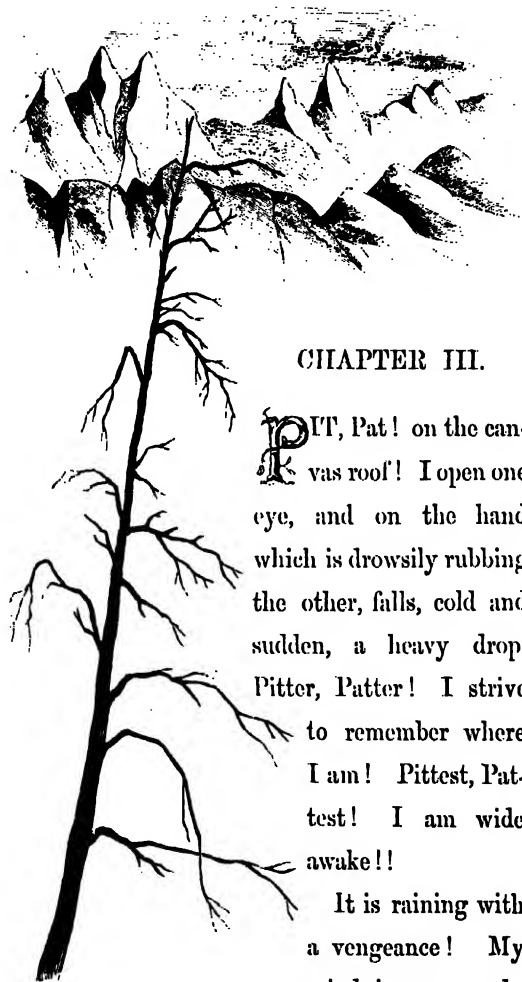 CHAPTER III.
PIT, Pat! on the can-
vas roof! I open one
eye, and on the hand
which is drowsily rubbing
the other, falls, cold and
sudden, a heavy drop
Pitter, Patter! I strive
to remember where
I am! Pittest, Pat-
test! I am wide
awake!!
It is raining with
a vengeance! My